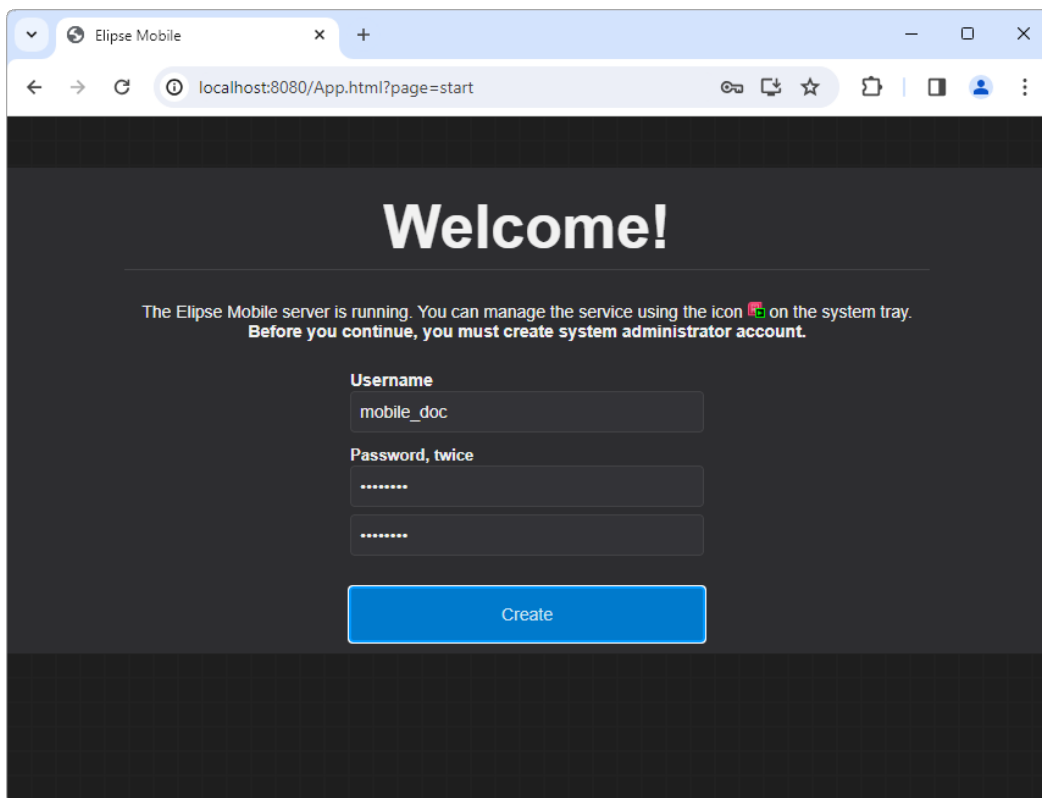 Elipse Mobile
localhost:8080/App.html?page=start
Welcome!
The Elipse Mobile server is running. You can manage the service using the icon on the system tray.
Before you continue, you must create system administrator account.
Username
mobile_doc
Password, twice
••••••••
••••••••
Create